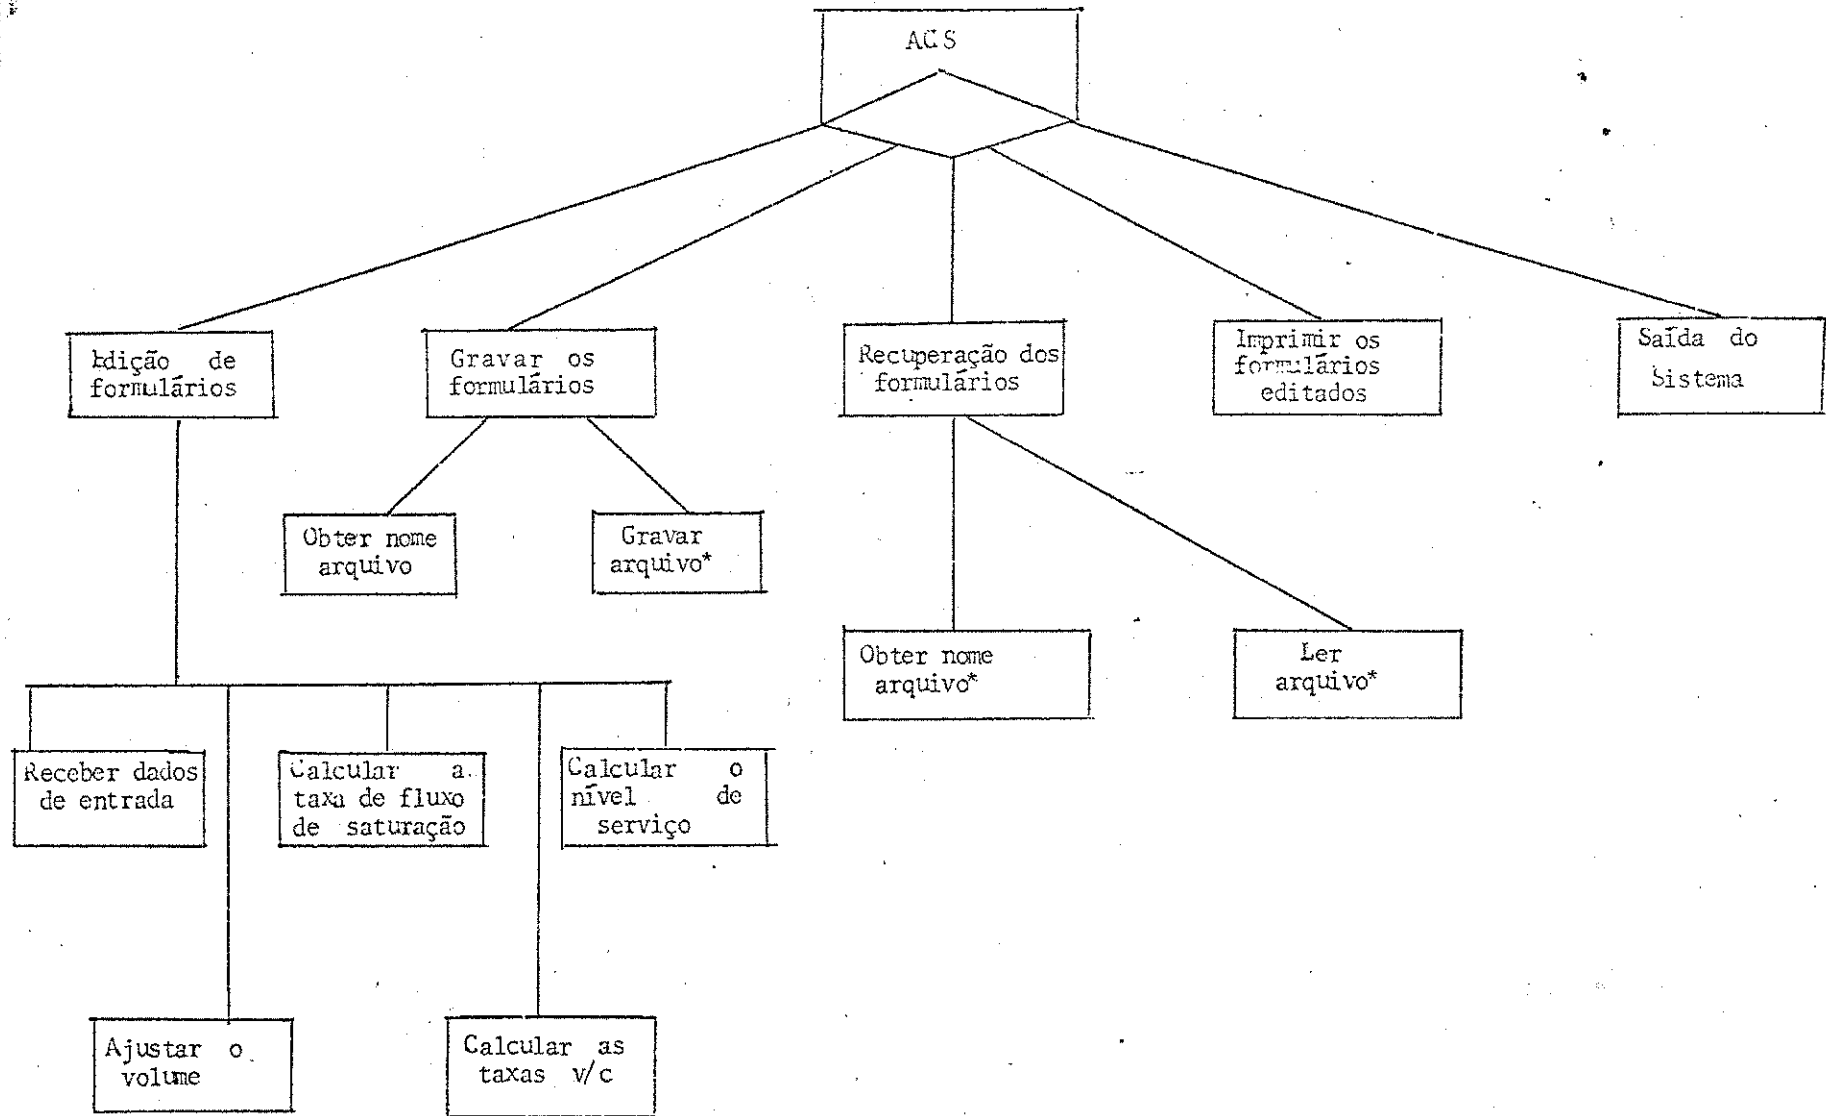 ACS
Edição de
formulários
Gravar os
formulários
Recuperação dos
formulários
Imprimir os
formulários
editados
Saída do
Sistema
Obter nome
arquivo
Gravar
arquivo*
Obter nome
arquivo*
Ler
arquivo*
Receber dados
de entrada
Calcular a
taxa de fluxo
de saturação
Calcular o
nível de
serviço
Ajustar o
volume
Calcular as
taxas v/c